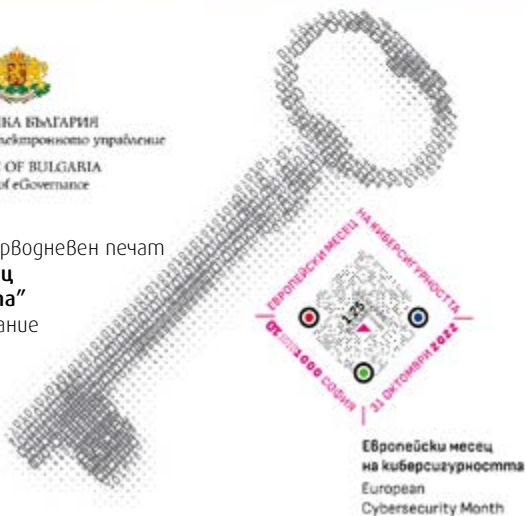 КА БЪЛГАРИЯ
лектронното управление
OF BULGARIA
of eGovernance
рводневен печат
ц
та”
ание
ЕВРОПЕЙСКИ МЕСЕЦ
НА КИБЕРСИГУРНОСТТА
1,25
1000 СОФИЯ
31 ОКТОМВРИ 2022
Европейски месец
на киберсигурността
European
Cybersecurity Month